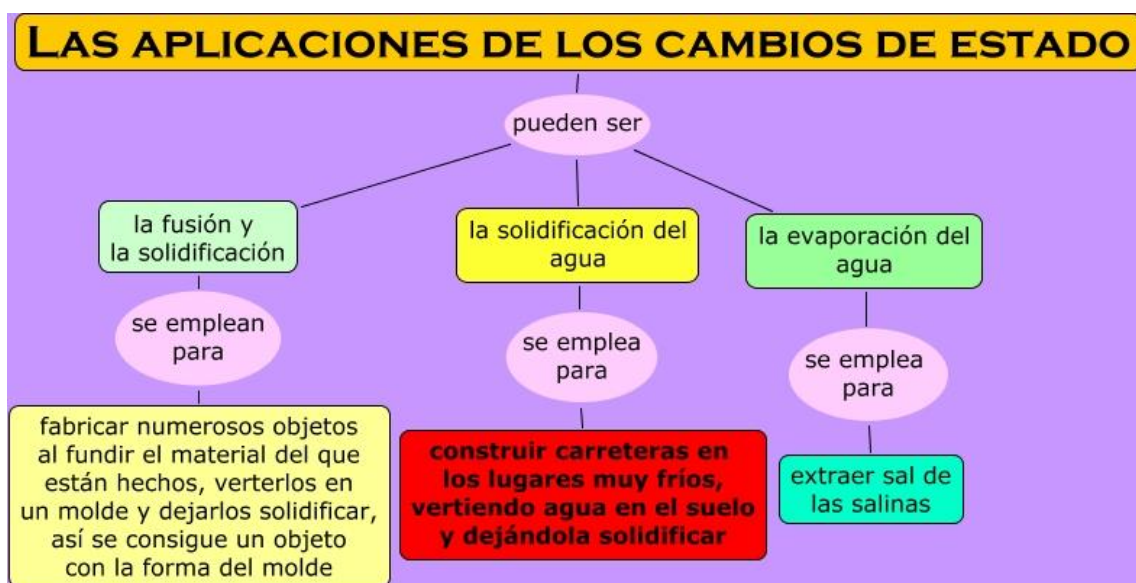 LAS APLICACIONES DE LOS CAMBIOS DE ESTADO
pueden ser
la fusión y
la solidificación
se emplean
para
fabricar numerosos objetos
al fundir el material del que
están hechos, verterlos en
un molde y dejarlos solidificar,
así se consigue un objeto
con la forma del molde
la solidificación del
agua
se emplea
para
construir carreteras en
los lugares muy fríos,
vertiendo agua en el suelo
y dejándola solidificar
la evaporación del
agua
se emplea
para
extraer sal de
las salinas